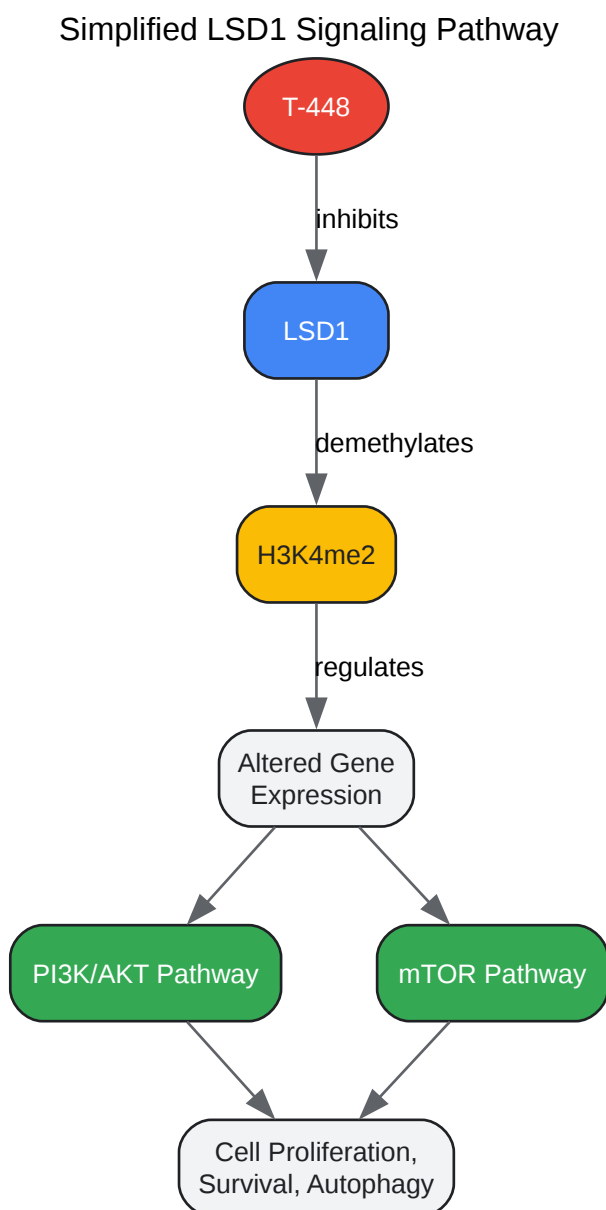 Simplified LSD1 Signaling Pathway
T-448
inhibits
LSD1
demethylates
H3K4me2
regulates
Altered Gene
Expression
PI3K/AKT Pathway
mTOR Pathway
Cell Proliferation,
Survival, Autophagy